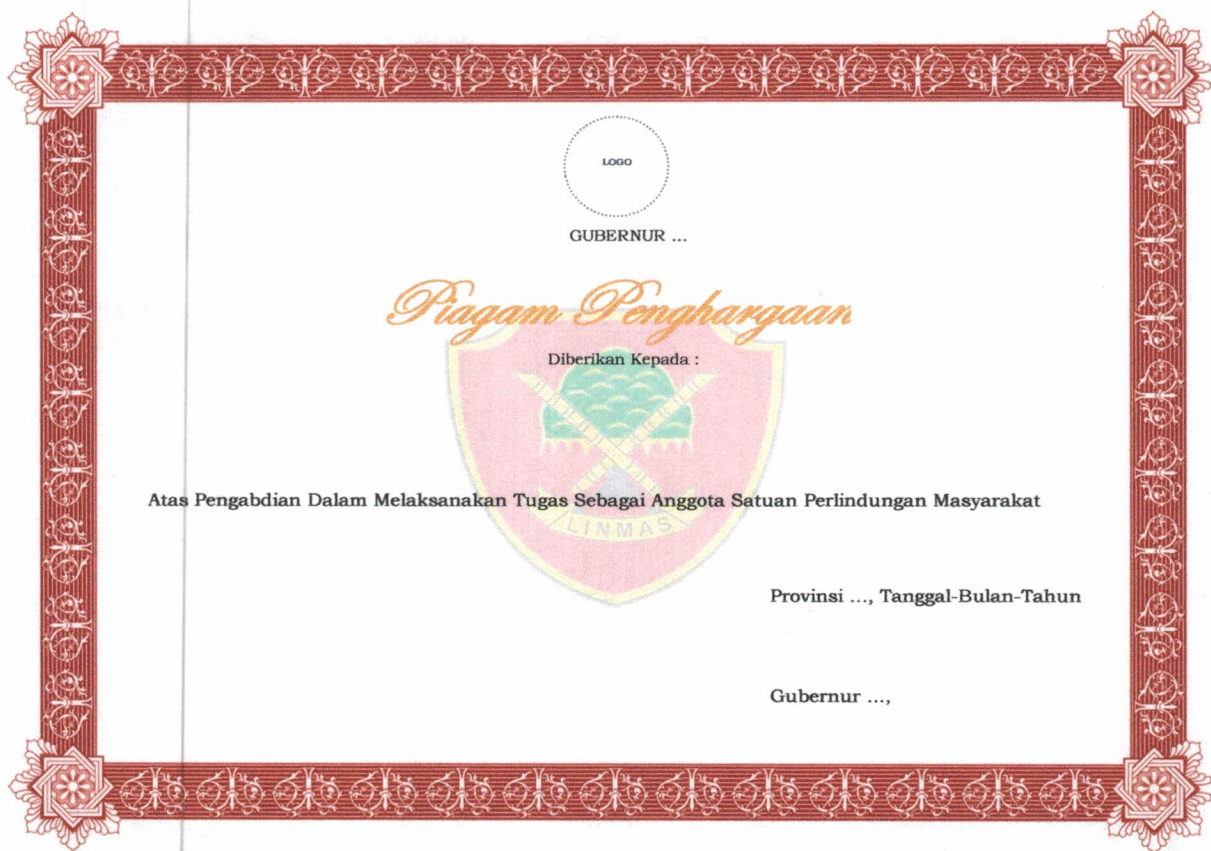 LOGO
GUBERNUR ...
Piagam Penghargaan
Diberikan Kepada :
Atas Pengabdian Dalam Melaksanakan Tugas Sebagai Anggota Satuan Perlindungan Masyarakat
LINMAS
Provinsi ..., Tanggal-Bulan-Tahun
Gubernur ...,